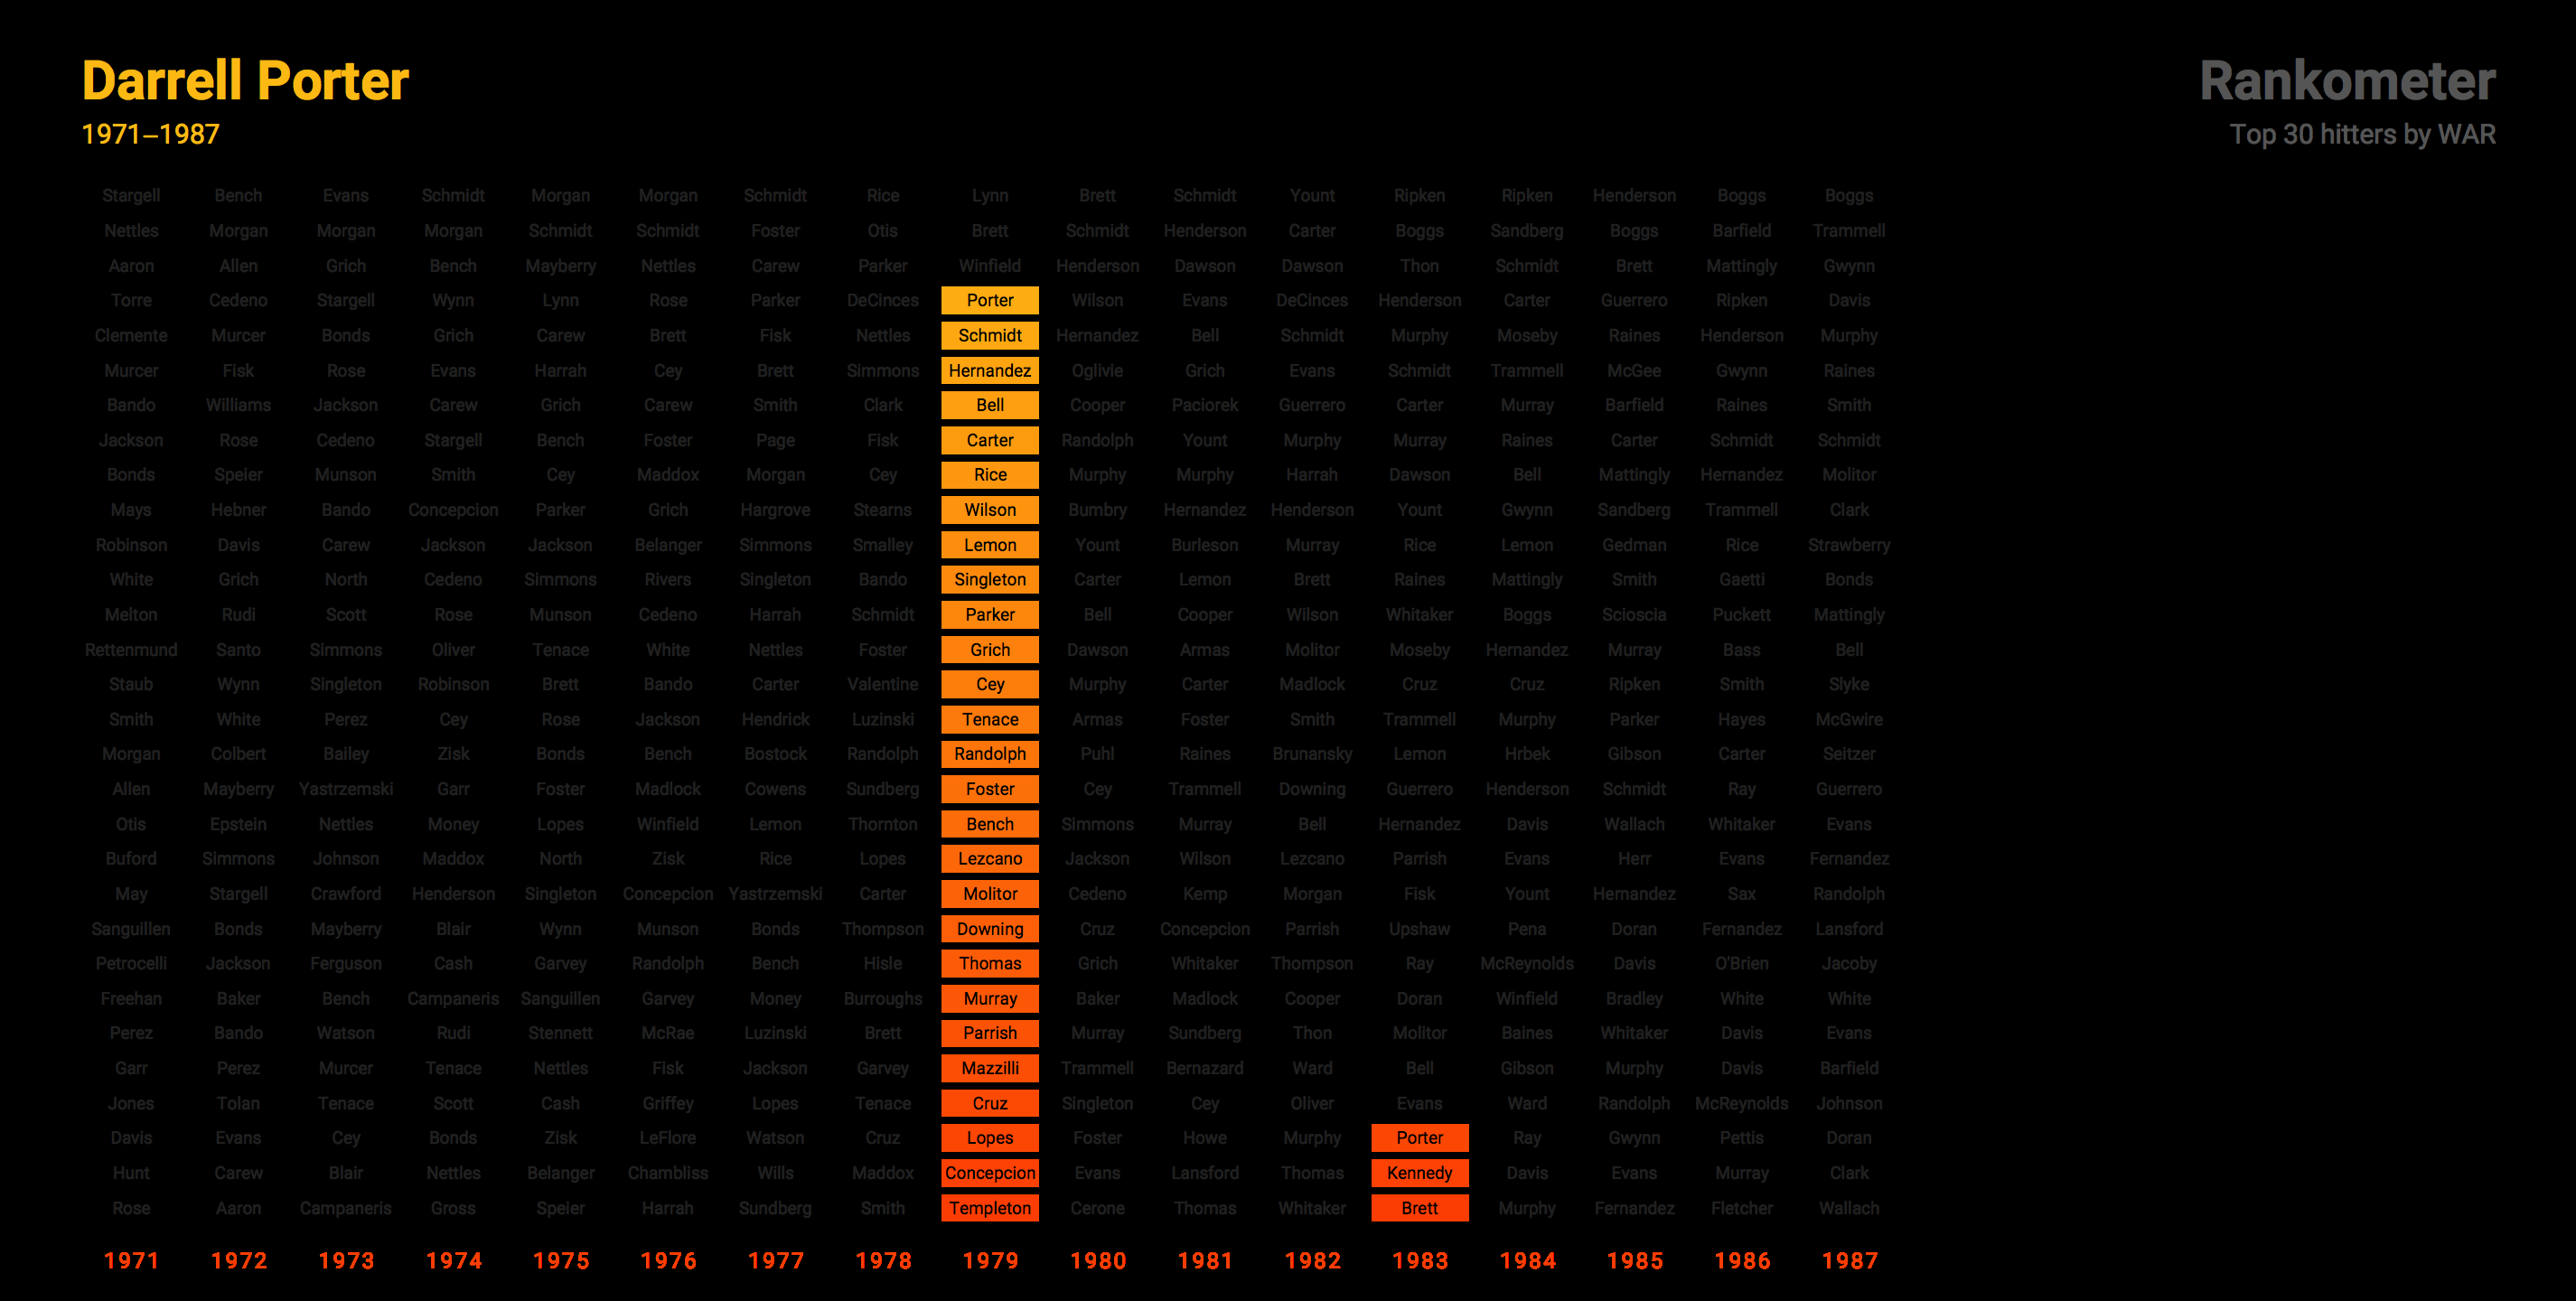 Darrell Porter
1971–1987
Rankometer
Top 30 hitters by WAR
Stargell Bench Evans Schmidt Morgan Morgan Schmidt Rice Lynn Brett Schmidt Yount Ripken Ripken Henderson Boggs Boggs
Nettles Morgan Morgan Morgan Schmidt Schmidt Foster Otis Brett Schmidt Henderson Carter Boggs Sandberg Boggs Barfield Trammell
Aaron Allen Grich Bench Mayberry Nettles Carew Parker Winfield Henderson Dawson Dawson Thon Schmidt Brett Mattingly Gwynn
Torre Cedeno Stargell Wynn Lynn Rose Parker DeCinces Porter Wilson Evans DeCinces Henderson Carter Guerrero Ripken Davis
Clemente Murcer Bonds Grich Carew Brett Fisk Nettles Schmidt Hernandez Bell Schmidt Murphy Moseby Raines Henderson Murphy
Murcer Fisk Rose Evans Harrah Cey Brett Simmons Hernandez Oglivie Grich Evans Schmidt Trammell McGee Gwynn Raines
Bando Williams Jackson Carew Grich Carew Smith Clark Bell Cooper Paciorek Guerrero Carter Murray Barfield Raines Smith
Jackson Rose Cedeno Stargell Bench Foster Page Fisk Carter Randolph Yount Murphy Murray Raines Carter Schmidt Schmidt
Bonds Speier Munson Smith Cey Maddox Morgan Cey Rice Murphy Murphy Harrah Dawson Bell Mattingly Hernandez Molitor
Mays Hebner Bando Concepcion Parker Grich Hargrove Stearns Wilson Bumbry Hernandez Henderson Yount Gwynn Sandberg Trammell Clark
Robinson Davis Carew Jackson Jackson Belanger Simmons Smalley Lemon Yount Burleson Murray Rice Lemon Gedman Rice Strawberry
White Grich North Cedeno Simmons Rivers Singleton Bando Singleton Carter Lemon Brett Raines Mattingly Smith Gaetti Bonds
Melton Rudi Scott Rose Munson Cedeno Harrah Schmidt Parker Bell Cooper Wilson Whitaker Boggs Scioscia Puckett Mattingly
Rettenmund Santo Simmons Oliver Tenace White Nettles Foster Grich Dawson Armas Molitor Moseby Hernandez Murray Bass Bell
Staub Wynn Singleton Robinson Brett Bando Carter Valentine Cey Murphy Carter Madlock Cruz Cruz Ripken Smith Slyke
Smith White Perez Cey Rose Jackson Hendrick Luzinski Tenace Armas Foster Smith Trammell Murphy Parker Hayes McGwire
Morgan Colbert Bailey Zisk Bonds Bench Bostock Randolph Randolph Puhl Raines Brunansky Lemon Hrbek Gibson Carter Seitzer
Allen Mayberry Yastrzemski Garr Foster Madlock Cowens Sundberg Foster Cey Trammell Downing Guerrero Henderson Schmidt Ray Guerrero
Otis Epstein Nettles Money Lopes Winfield Lemon Thornton Bench Simmons Murray Bell Hernandez Davis Wallach Whitaker Evans
Buford Simmons Johnson Maddox North Zisk Rice Lopes Lezcano Jackson Wilson Lezcano Parrish Evans Herr Evans Fernandez
May Stargell Crawford Henderson Singleton Concepcion Yastrzemski Carter Molitor Cedeno Kemp Morgan Fisk Yount Hernandez Sax Randolph
Sanguillen Bonds Mayberry Blair Wynn Munson Bonds Thompson Downing Cruz Concepcion Parrish Upshaw Pena Doran Fernandez Lansford
Petrocelli Jackson Ferguson Cash Garvey Randolph Bench Hisle Thomas Grich Whitaker Thompson Ray McReynolds Davis O'Brien Jacoby
Freehan Baker Bench Campaneris Sanguillen Garvey Money Burroughs Murray Baker Madlock Cooper Doran Winfield Bradley White White
Perez Bando Watson Rudi Stennett McRae Luzinski Brett Parrish Murray Sundberg Thon Molitor Baines Whitaker Davis Evans
Garr Perez Murcer Tenace Nettles Fisk Jackson Garvey Mazzilli Trammell Bernazard Ward Bell Gibson Murphy Davis Barfield
Jones Tolan Tenace Scott Cash Griffey Lopes Tenace Cruz Singleton Cey Oliver Evans Ward Randolph McReynolds Johnson
Davis Evans Cey Bonds Zisk LeFlore Watson Cruz Lopes Foster Howe Murphy Porter Ray Gwynn Pettis Doran
Hunt Carew Blair Nettles Belanger Chambliss Wills Maddox Concepcion Evans Lansford Thomas Kennedy Davis Evans Murray Clark
Rose Aaron Campaneris Gross Speier Harrah Sundberg Smith Templeton Cerone Thomas Whitaker Brett Murphy Fernandez Fletcher Wallach
1971 1972 1973 1974 1975 1976 1977 1978 1979 1980 1981 1982 1983 1984 1985 1986 1987